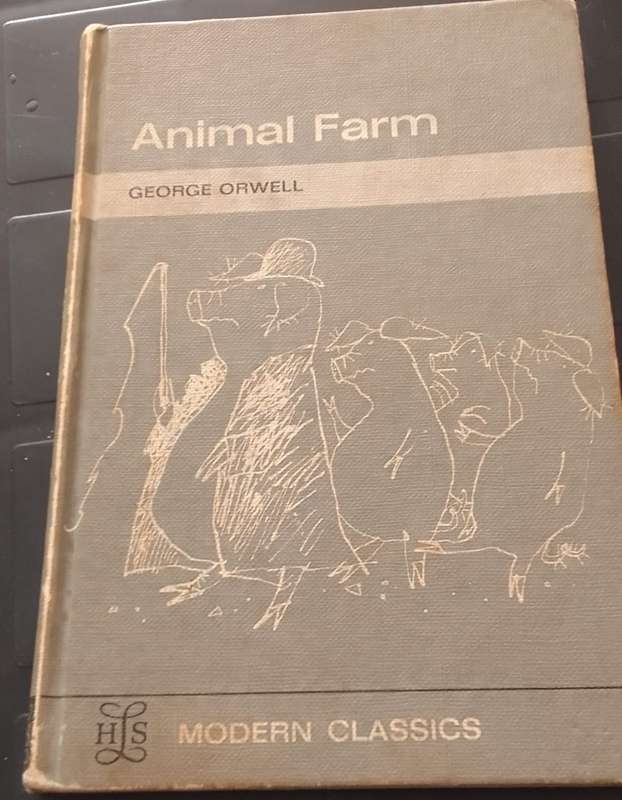 Animal Farm
GEORGE ORWELL
HLS MODERN CLASSICS